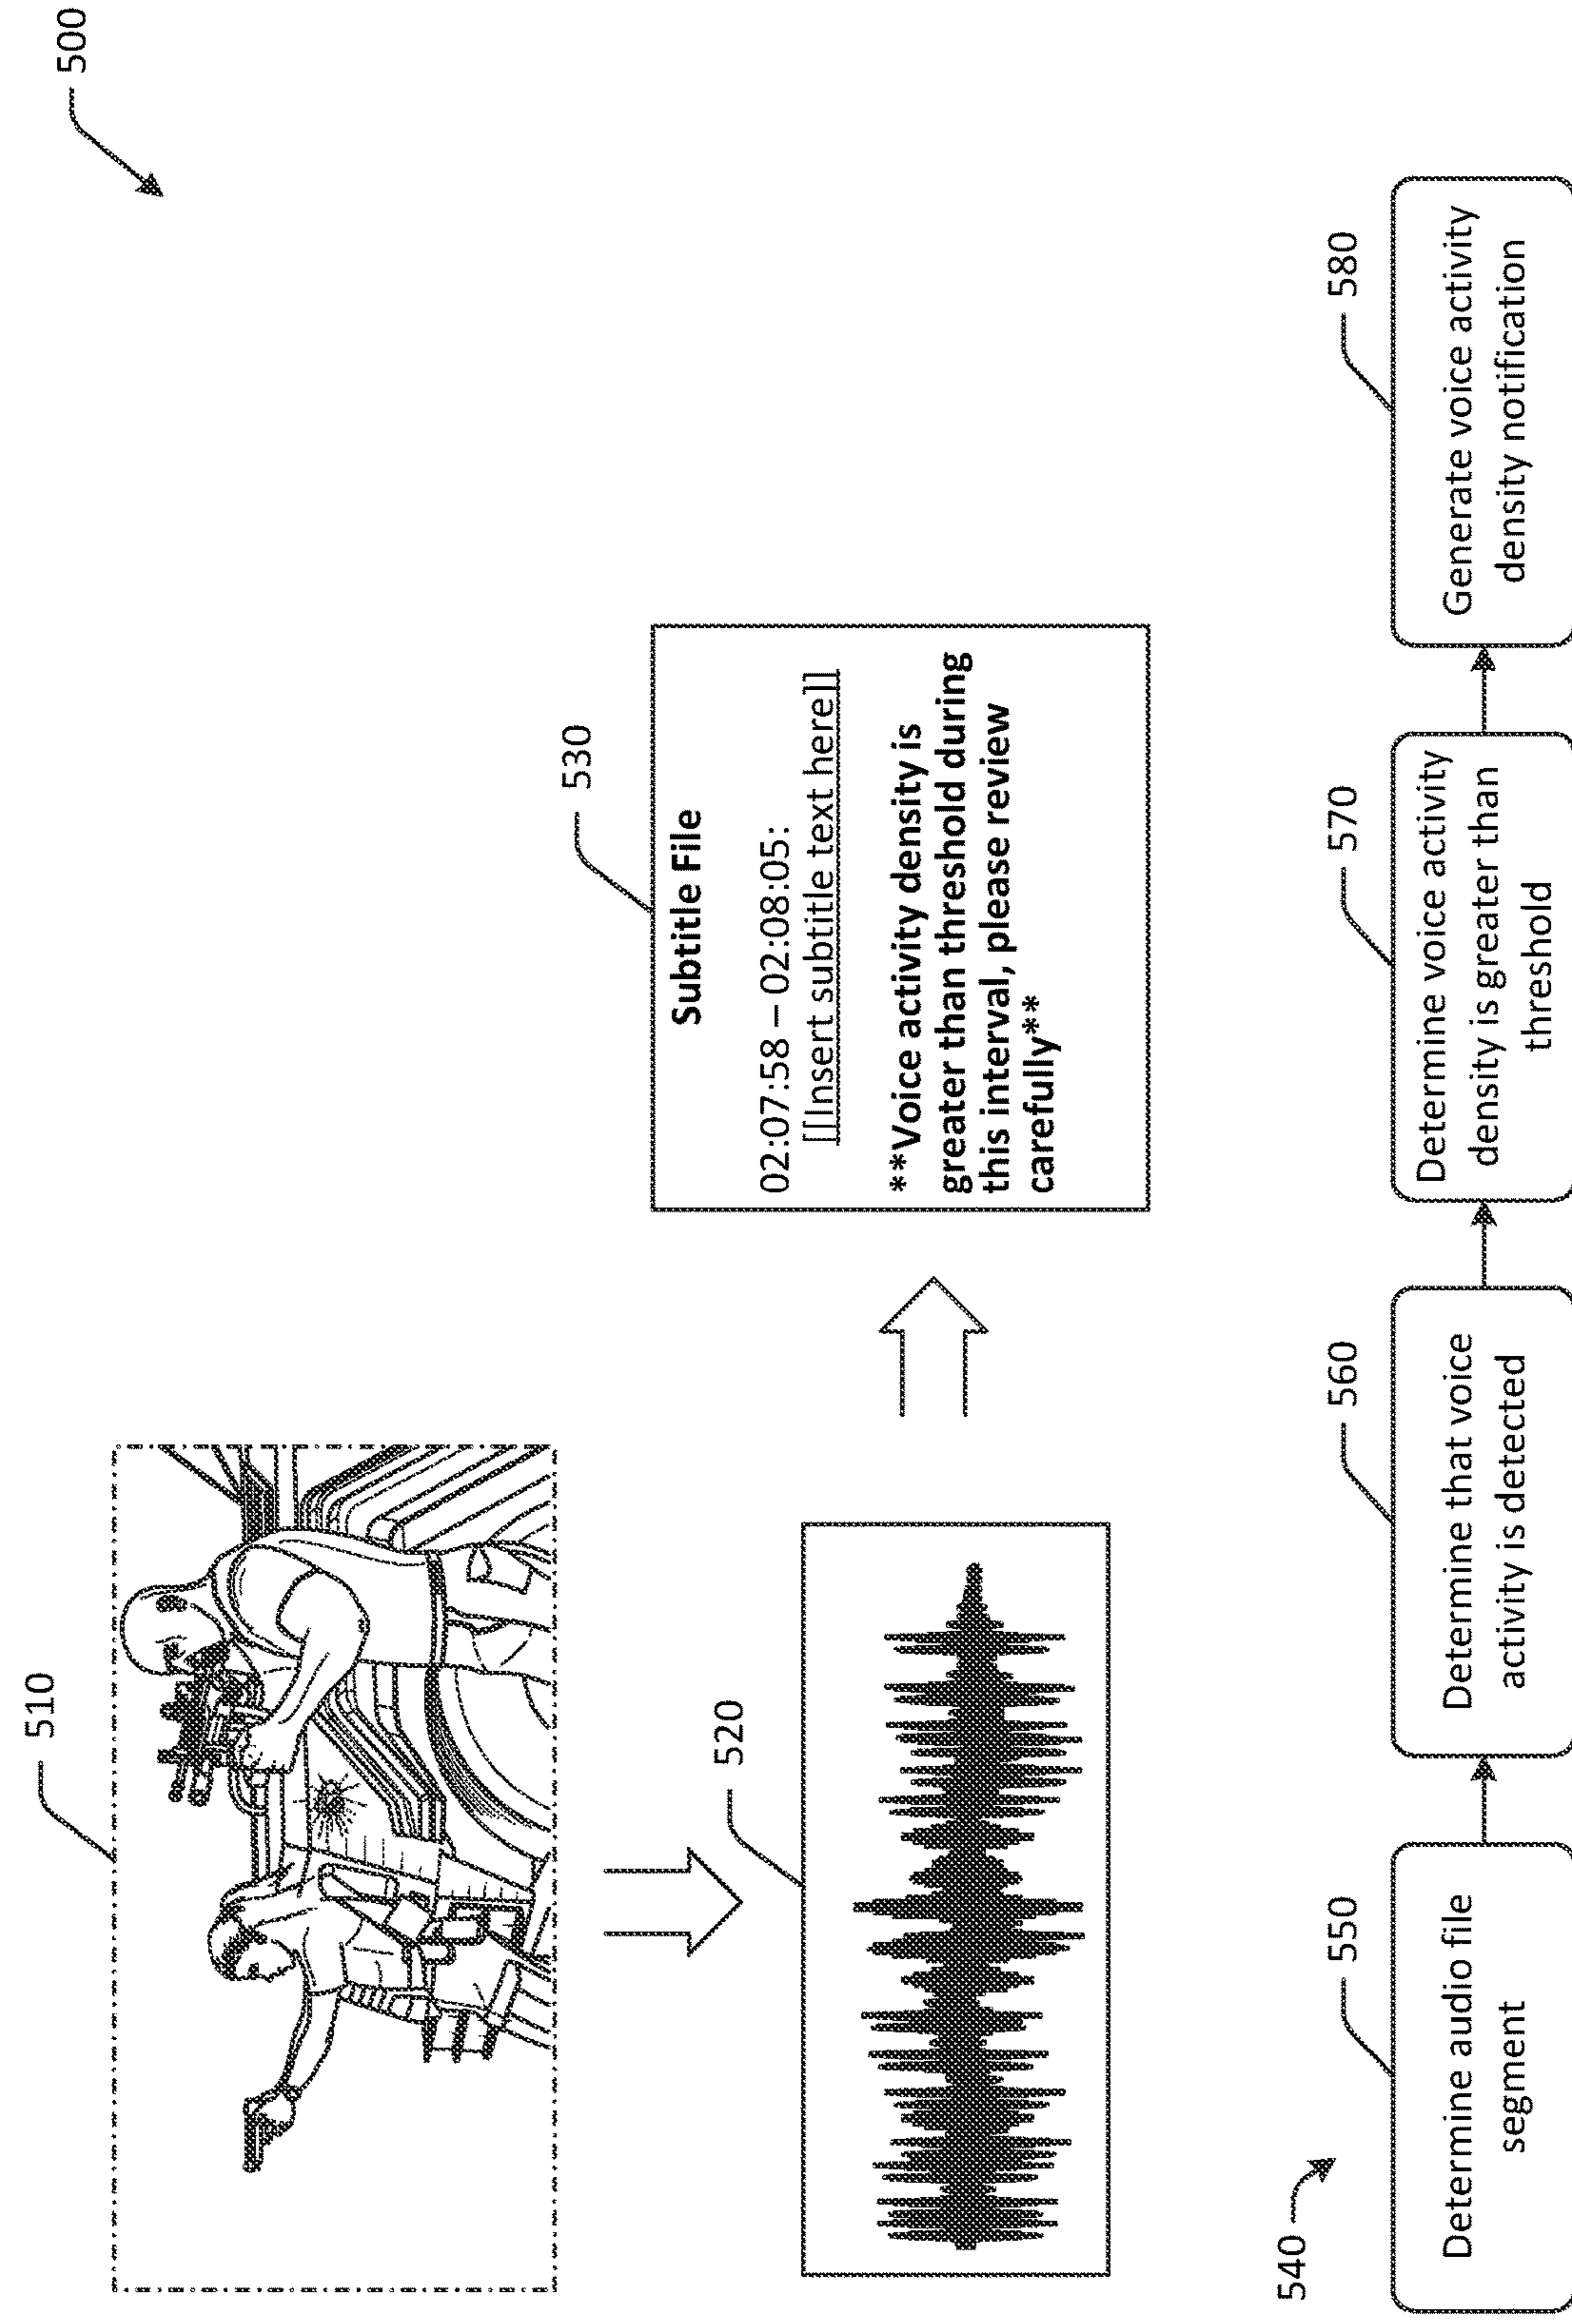 500
510
520
530
Subtitle File
02:07:58 – 02:08:05:
[[Insert subtitle text here]]
**Voice activity density is
greater than threshold during
this interval, please review
carefully**
540
550
Determine audio file
segment
560
Determine that voice
activity is detected
570
Determine voice activity
density is greater than
threshold
580
Generate voice activity
density notification